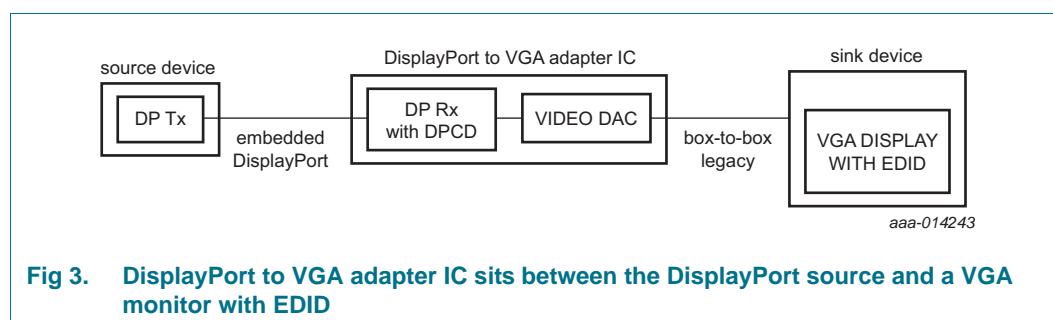 DisplayPort to VGA adapter IC
sink device
source device
DP Tx
DP Rx
with DPCD
VIDEO DAC
embedded
DisplayPort
box-to-box
legacy
VGA DISPLAY
WITH EDID
aaa-014243
Fig 3. DisplayPort to VGA adapter IC sits between the DisplayPort source and a VGA
monitor with EDID